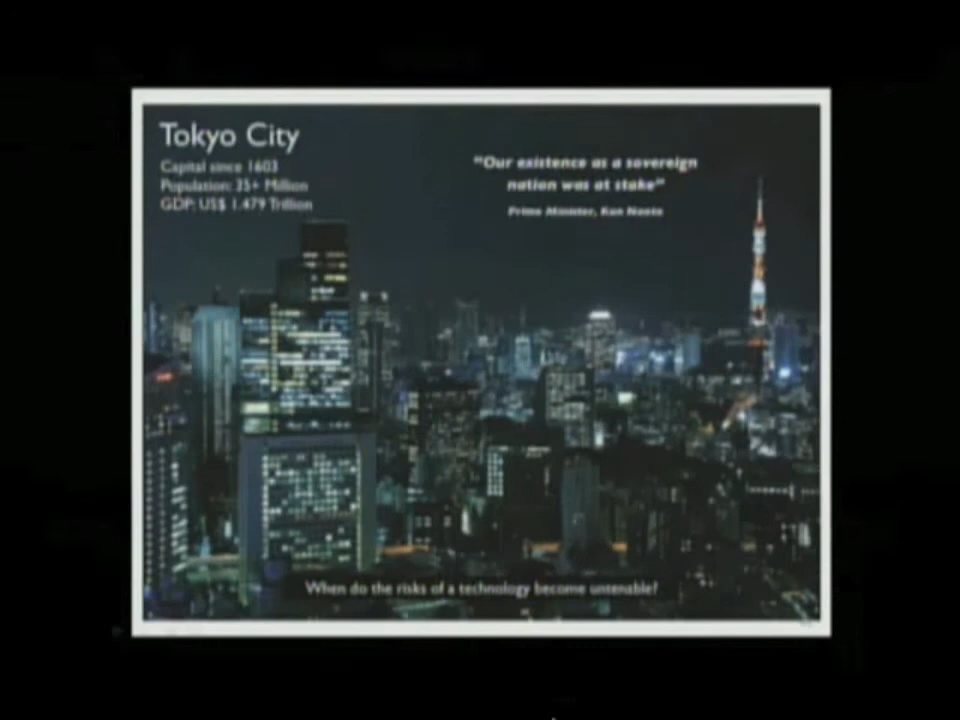 Tokyo City
Capital since 1603
Population: 35+ Million
GDP: US$ 1.479 Trillion
"Our existence as a sovereign
nation was at stake"
Prime Minister, Kan Naoto
When do the risks of a technology become untenable?